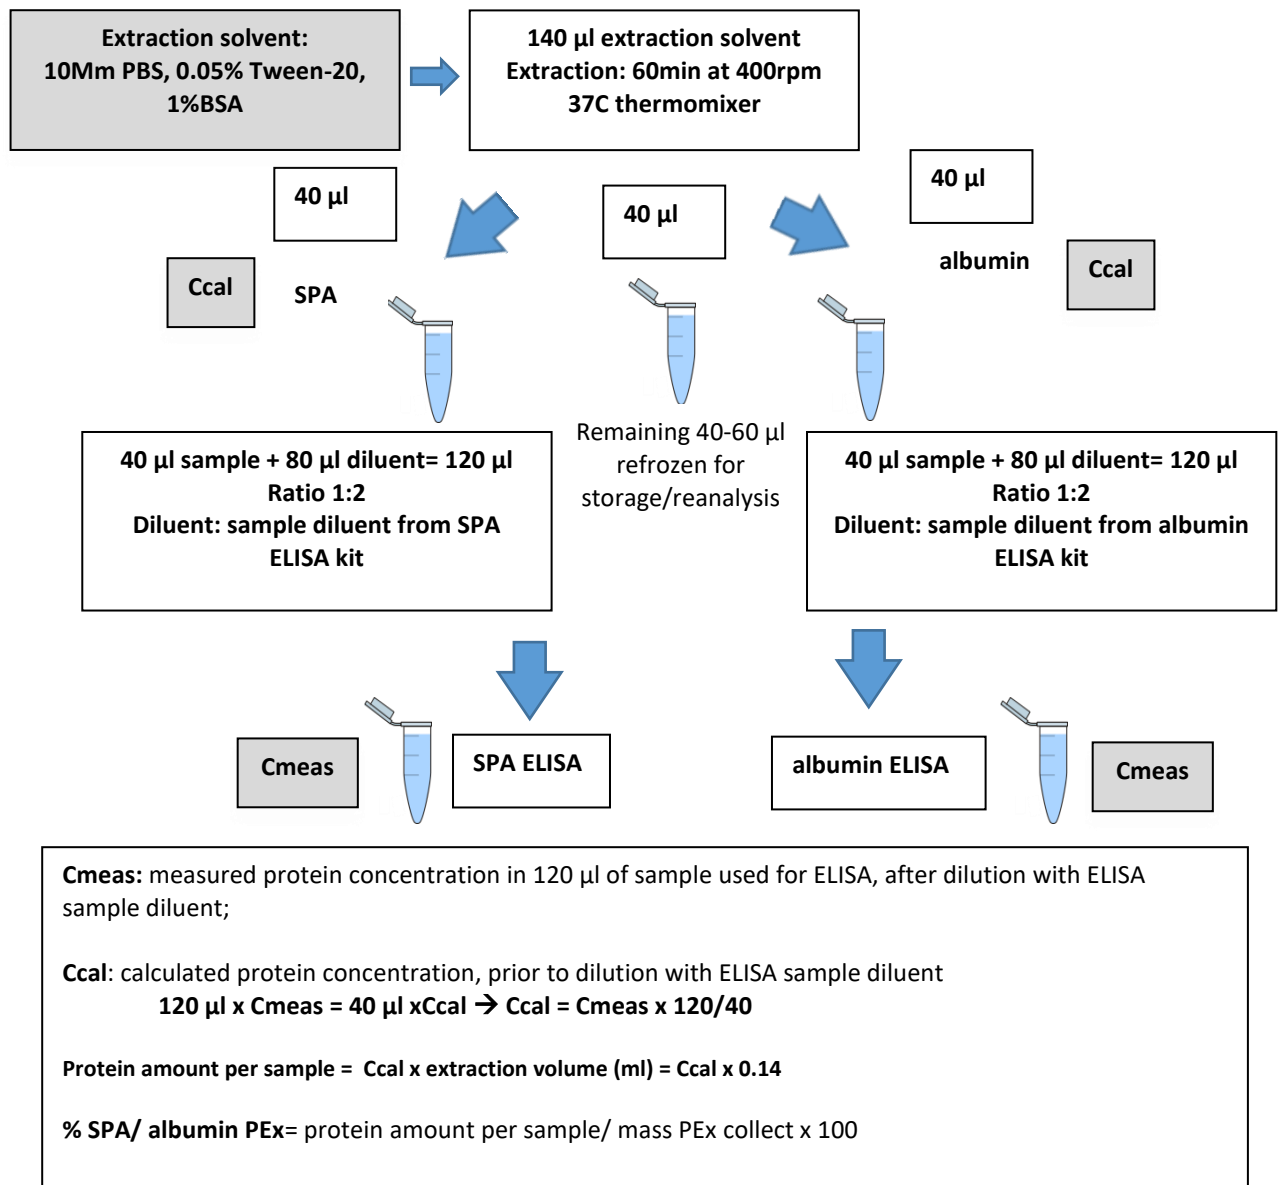 Extraction solvent:
10Mm PBS, 0.05% Tween-20,
1%BSA
140 µl extraction solvent
Extraction: 60min at 400rpm
37C thermomixer
40 µl
40 µl
40 µl
Ccal
SPA
albumin
Ccal
40 µl sample + 80 µl diluent= 120 µl
Ratio 1:2
Diluent: sample diluent from SPA
ELISA kit
Remaining 40-60 µl
refrozen for
storage/reanalysis
40 µl sample + 80 µl diluent= 120 µl
Ratio 1:2
Diluent: sample diluent from albumin
ELISA kit
Cmeas
SPA ELISA
albumin ELISA
Cmeas
Cmeas: measured protein concentration in 120 µl of sample used for ELISA, after dilution with ELISA
sample diluent;
Ccal: calculated protein concentration, prior to dilution with ELISA sample diluent
120 µl x Cmeas = 40 µl xCcal → Ccal = Cmeas x 120/40
Protein amount per sample = Ccal x extraction volume (ml) = Ccal x 0.14
% SPA/ albumin PEx= protein amount per sample/ mass PEx collect x 100